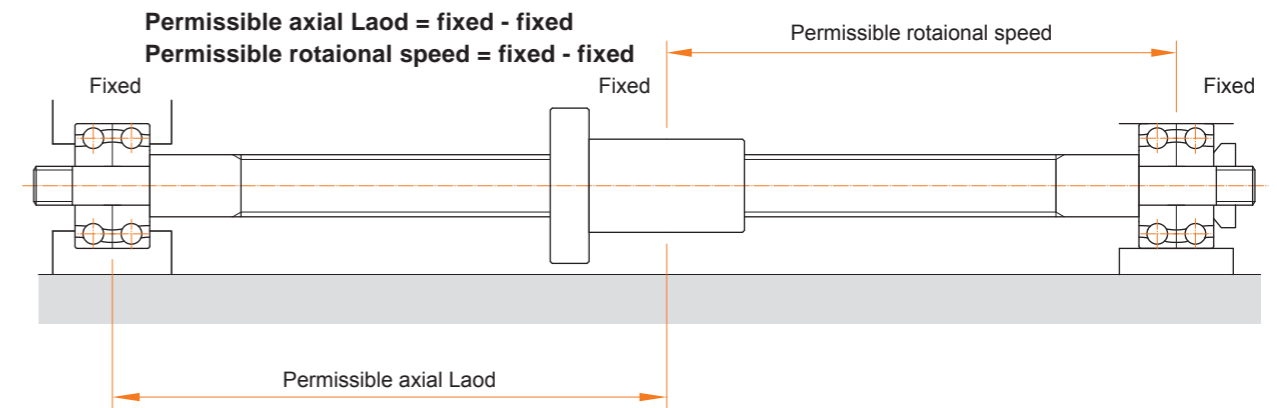 Permissible axial Laod = fixed - fixed
Permissible rotaional speed = fixed - fixed
Permissible rotaional speed
Fixed
Fixed
Fixed
Permissible axial Laod